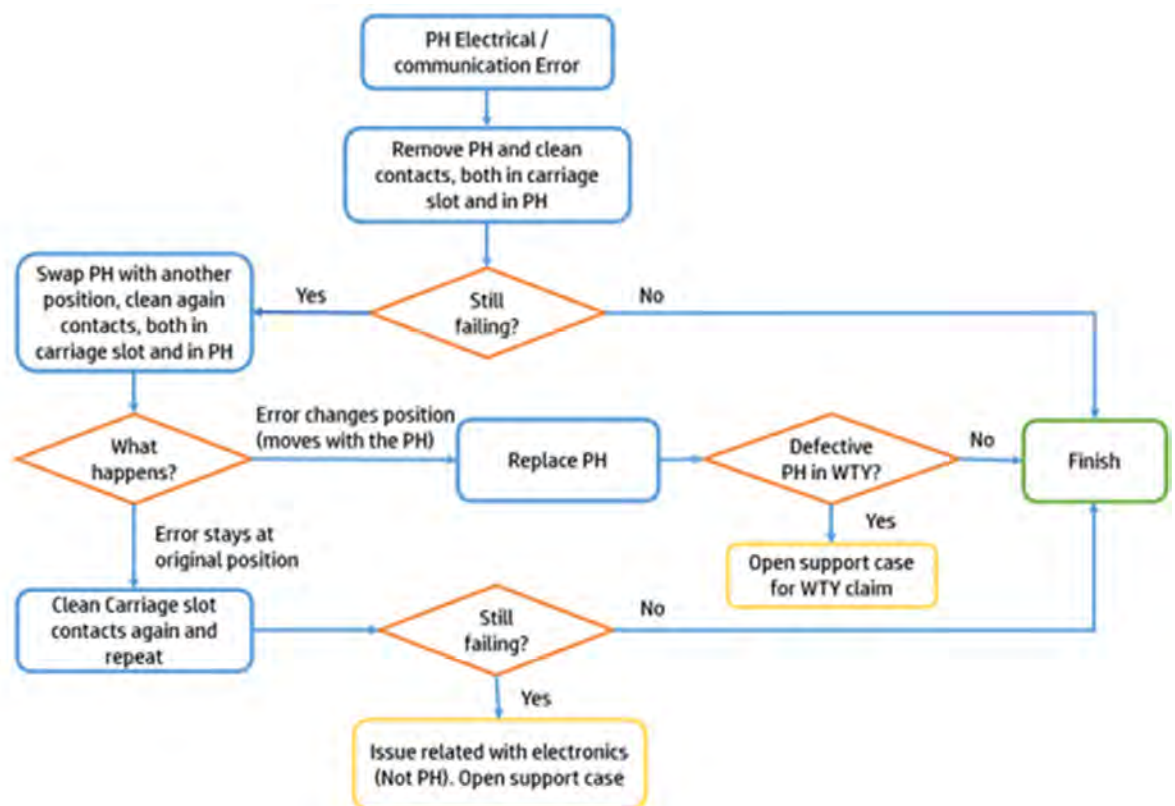 PH Electrical /
communication Error
Remove PH and clean
contacts, both in carriage
slot and in PH
Swap PH with another
position, clean again
contacts, both in
carriage slot and in PH
Yes
Still
failing?
No
What
happens?
Error changes position
(moves with the PH)
Replace PH
Defective
PH in WTY?
No
Finish
Yes
Open support case
for WTY claim
Error stays at
original position
Clean Carriage slot
contacts again and
repeat
Still
failing?
No
Yes
Issue related with electronics
(Not PH). Open support case